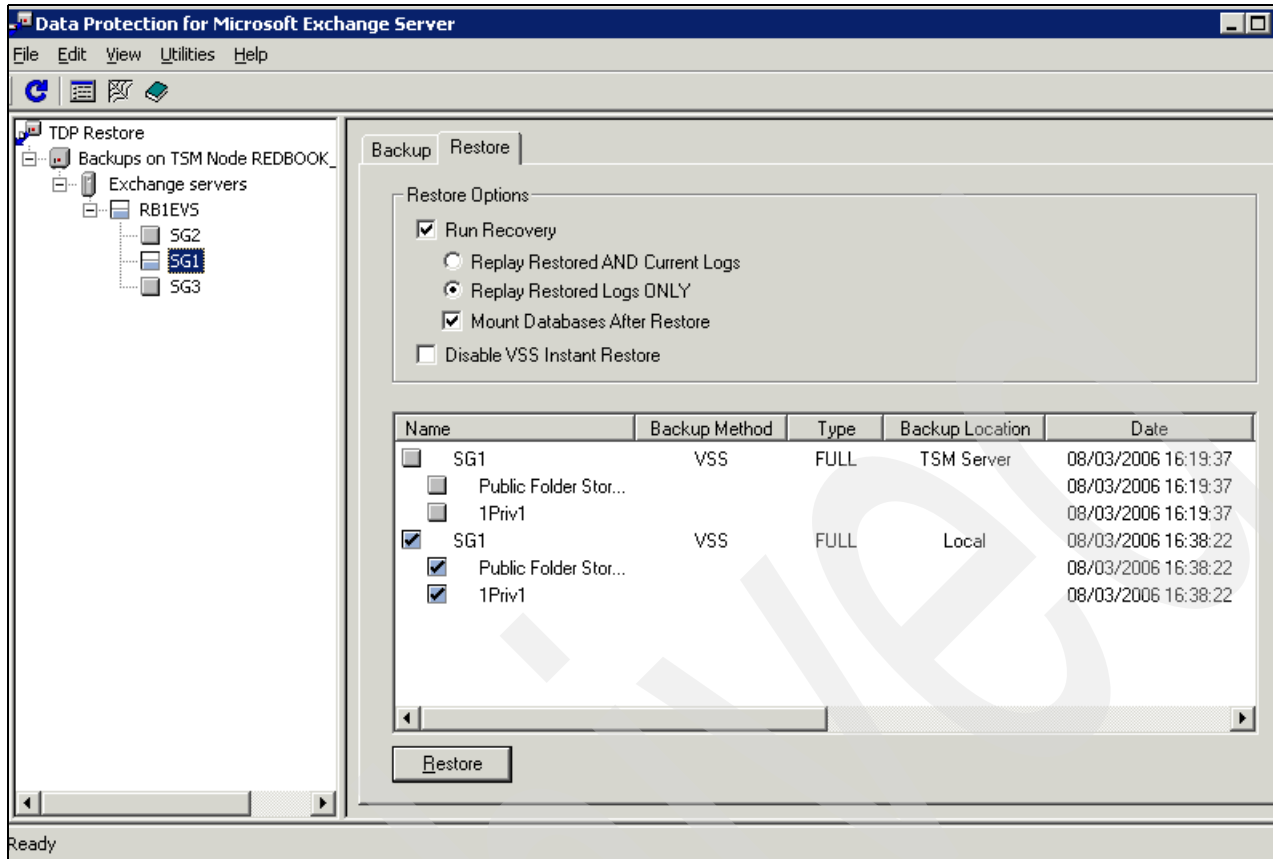 Data Protection for Microsoft Exchange Server
File Edit View Utilities Help
TDP Restore
Backups on TSM Node REDBOOK_
Exchange servers
RB1EVS
SG2
SG1
SG3
Backup Restore
Restore Options
Run Recovery
Replay Restored AND Current Logs
Replay Restored Logs ONLY
Mount Databases After Restore
Disable VSS Instant Restore
Name Backup Method Type Backup Location Date
SG1 VSS FULL TSM Server 08/03/2006 16:19:37
Public Folder Stor... 08/03/2006 16:19:37
1Priv1 08/03/2006 16:19:37
SG1 VSS FULL Local 08/03/2006 16:38:22
Public Folder Stor... 08/03/2006 16:38:22
1Priv1 08/03/2006 16:38:22
Restore
Ready